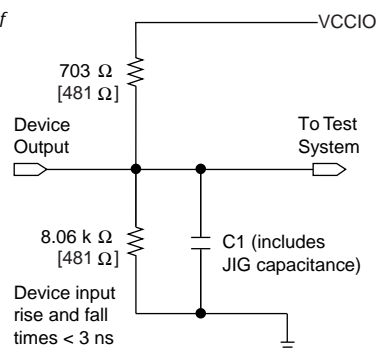 f
VCCIO
703 Ω
[481 Ω]
Device
Output
To Test
System
8.06 k Ω
[481 Ω]
C1 (includes
JIG capacitance)
Device input
rise and fall
times < 3 ns